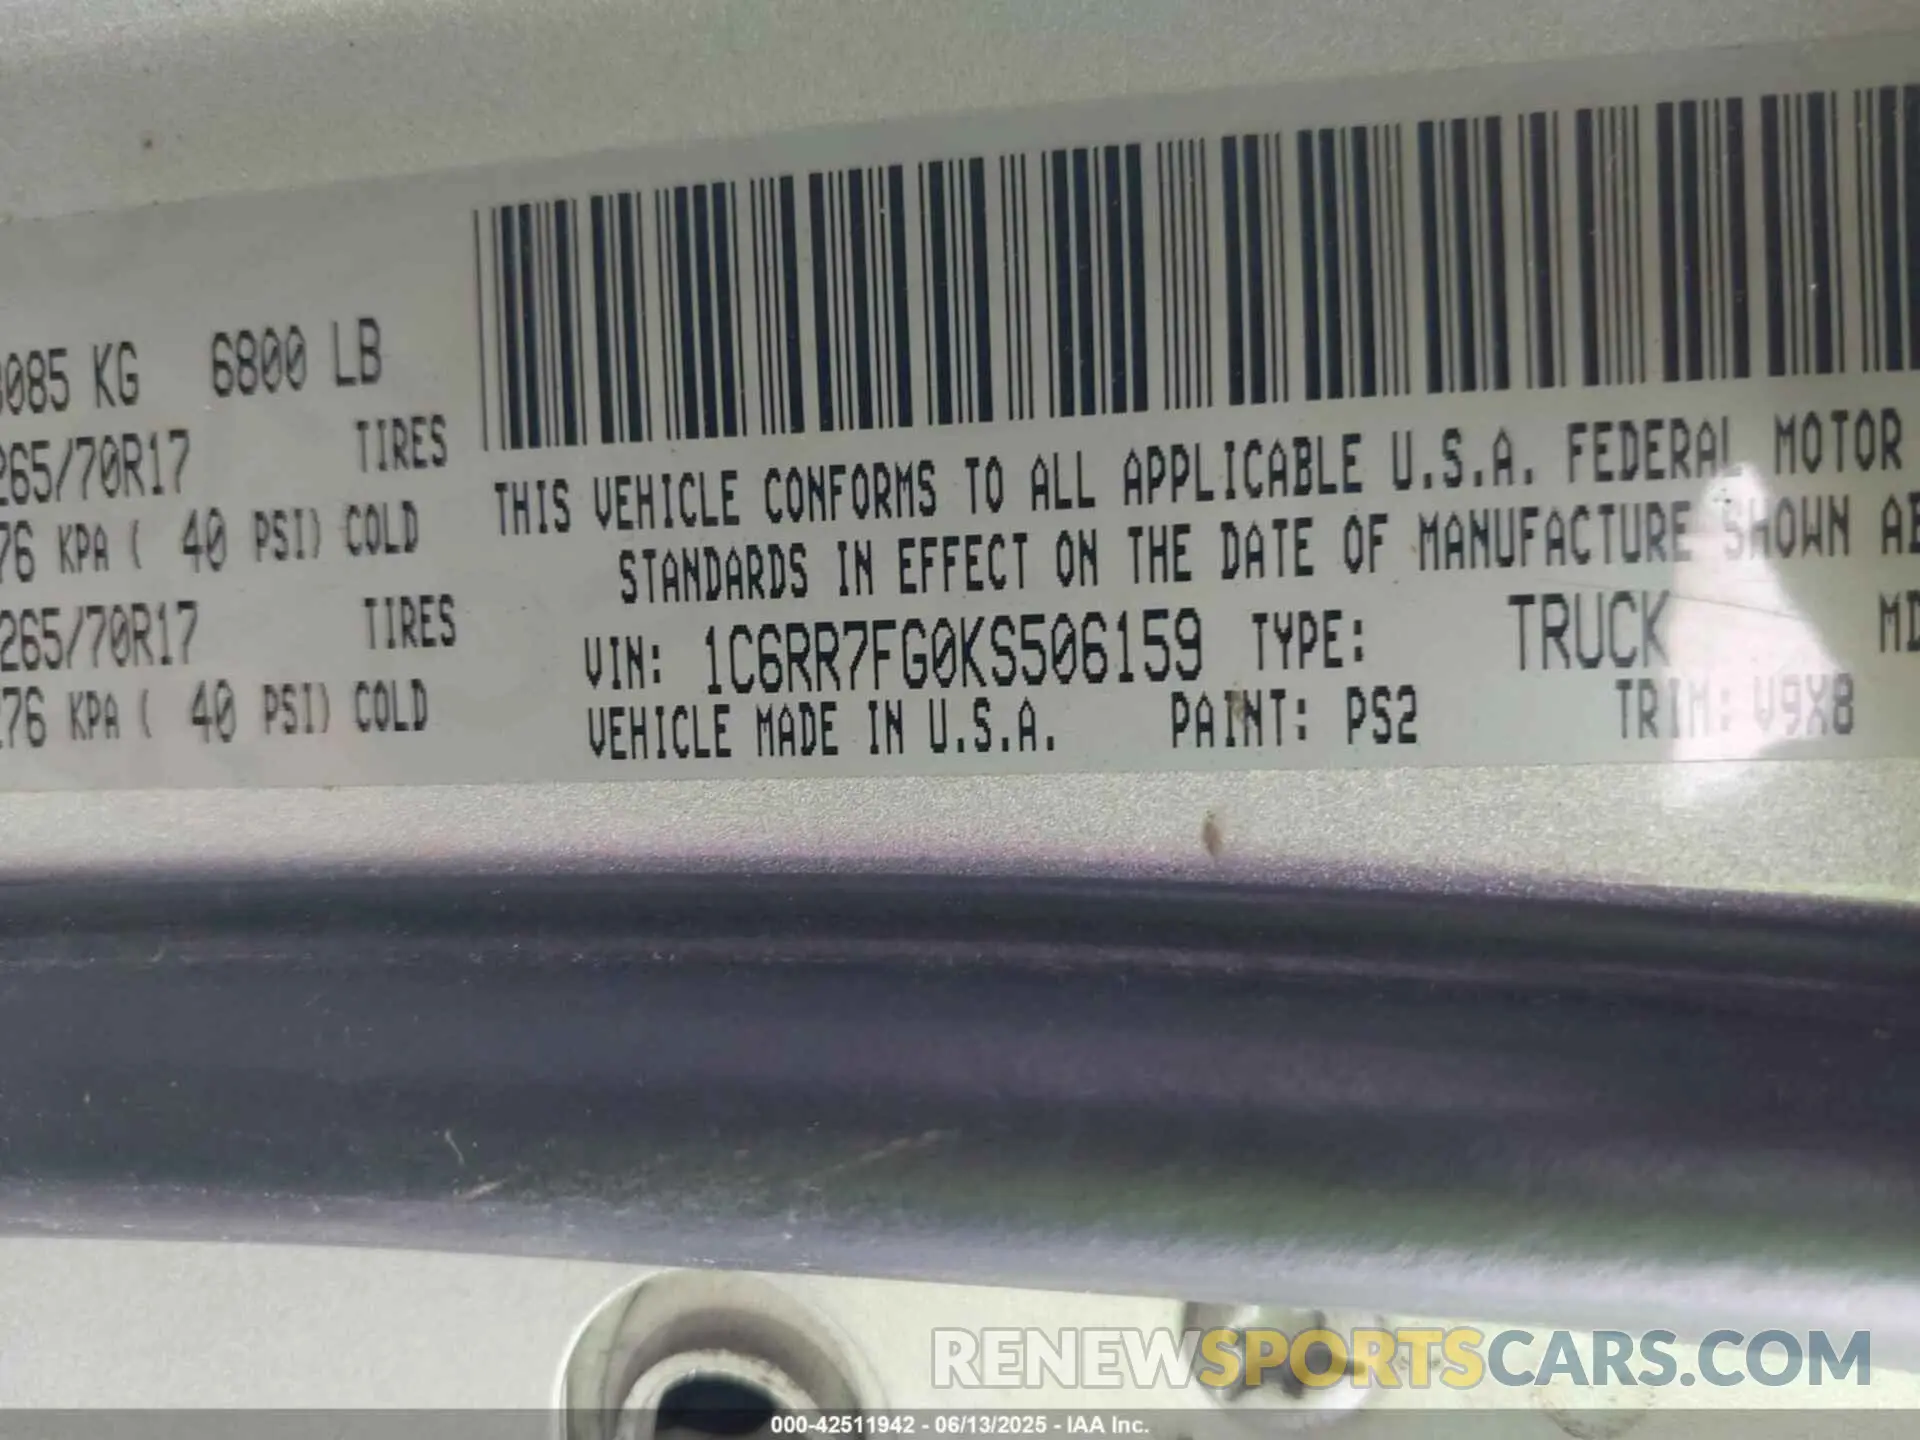 085 KG 6800 LB
265/70R17 TIRES
76 KPA ( 40 PSI) COLD
265/70R17 TIRES
76 KPA ( 40 PSI) COLD
THIS VEHICLE CONFORMS TO ALL APPLICABLE U.S.A. FEDERAL MOTOR
STANDARDS IN EFFECT ON THE DATE OF MANUFACTURE SHOWN
VIN: 1C6RR7FG0KS506159 TYPE: TRUCK
VEHICLE MADE IN U.S.A. PAINT: PS2 TRIM: V9X8
RENEWSPORTSCARS.COM
000-42511942 - 06/13/2025 - IAA Inc.